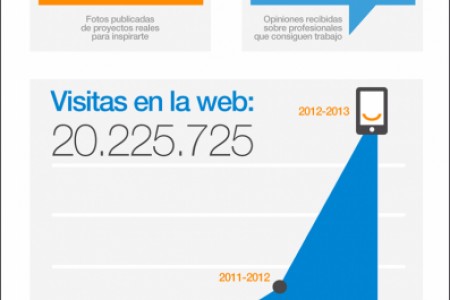 Fotos publicadas
de proyectos reales
para inspirarte
Opiniones recibidas
sobre profesionales
que consiguen trabajo
Visitas en la web:
20.225.725
2012-2013
2011-2012